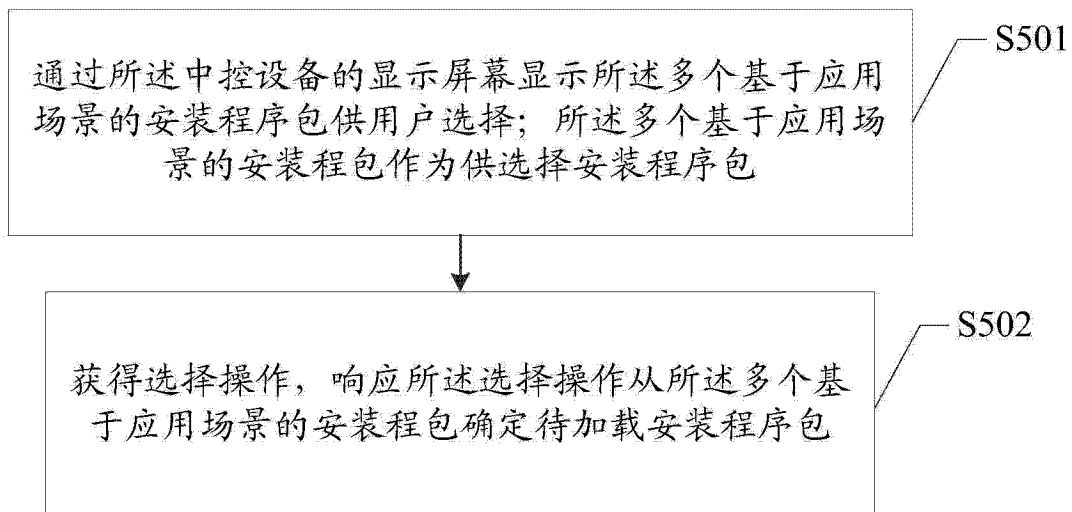 S501
通过所述中控设备的显示屏幕显示所述多个基于应用
场景的安装程序包供用户选择；所述多个基于应用场
景的安装程包作为供选择安装程序包
S502
获得选择操作，响应所述选择操作从所述多个基
于应用场景的安装程包确定待加载安装程序包